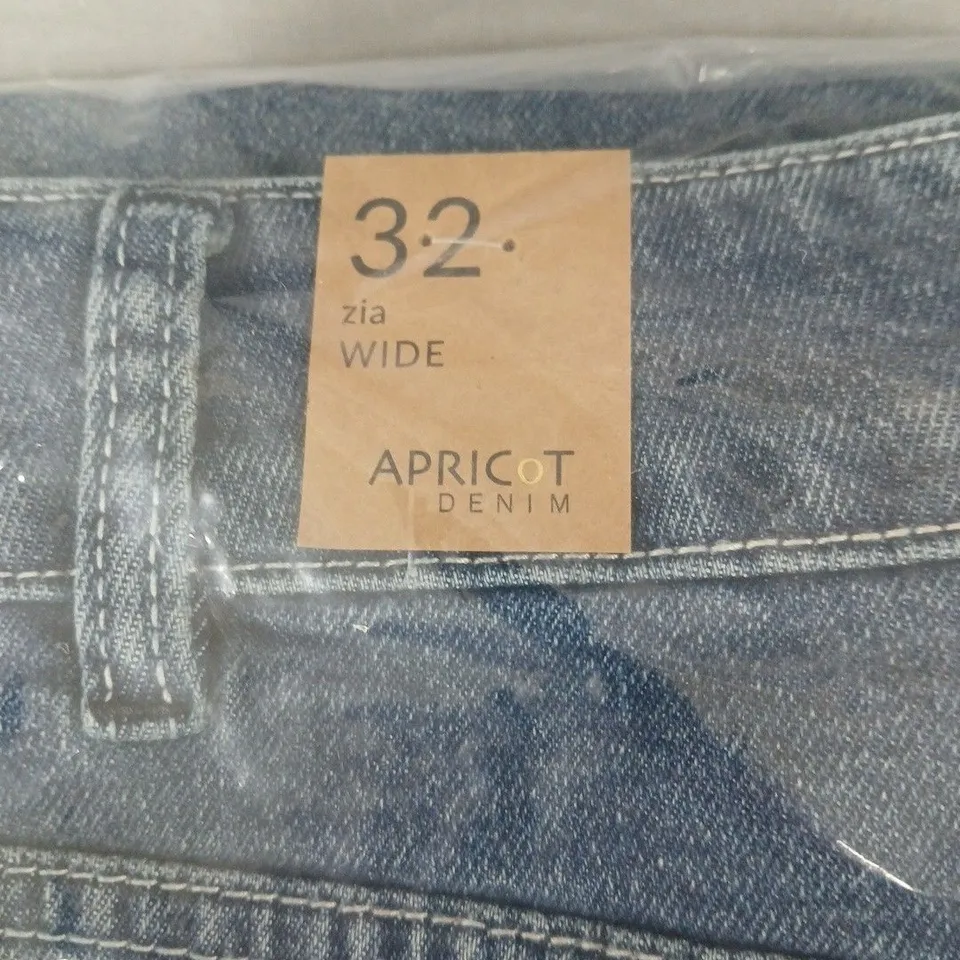 32
zia
WIDE
APRICOT
DENIM